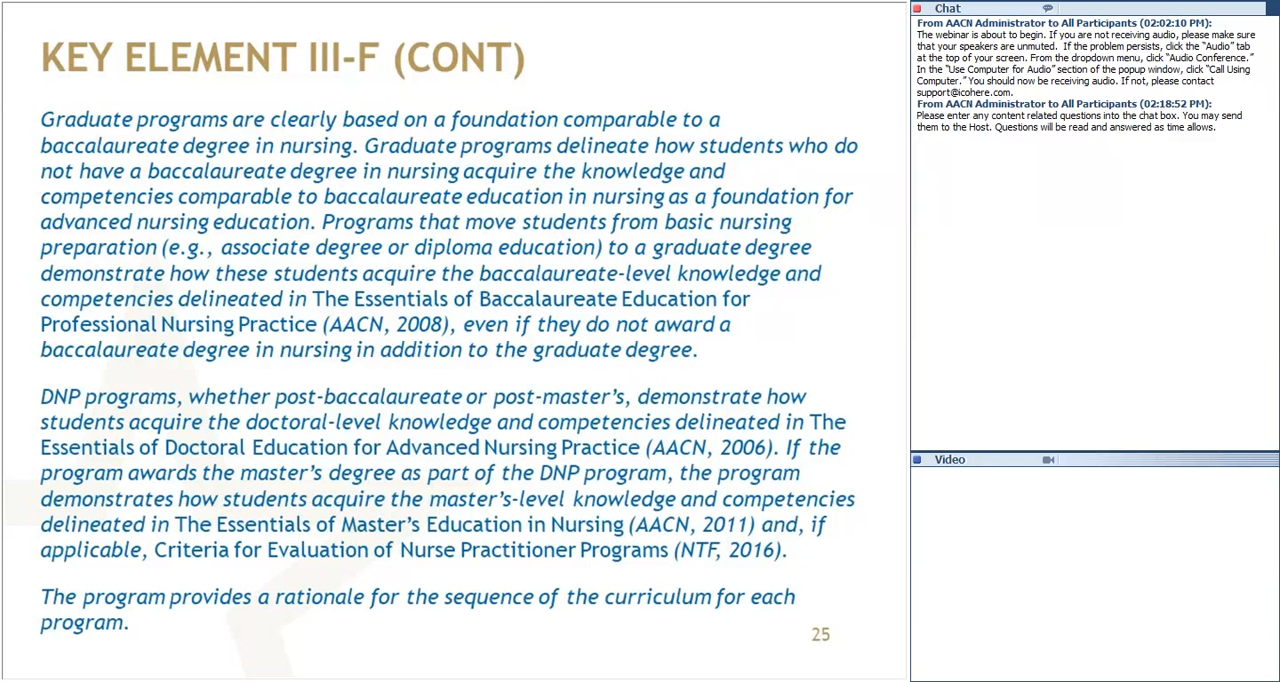 KEY ELEMENT III-F (CONT)
Graduate programs are clearly based on a foundation comparable to a
baccalaureate degree in nursing. Graduate programs delineate how students who do
not have a baccalaureate degree in nursing acquire the knowledge and
competencies comparable to baccalaureate education in nursing as a foundation for
advanced nursing education. Programs that move students from basic nursing
preparation (e.g., associate degree or diploma education) to a graduate degree
demonstrate how these students acquire the baccalaureate-level knowledge and
competencies delineated in The Essentials of Baccalaureate Education for
Professional Nursing Practice (AACN, 2008), even if they do not award a
baccalaureate degree in nursing in addition to the graduate degree.
DNP programs, whether post-baccalaureate or post-master’s, demonstrate how
students acquire the doctoral-level knowledge and competencies delineated in The
Essentials of Doctoral Education for Advanced Nursing Practice (AACN, 2006). If the
program awards the master’s degree as part of the DNP program, the program
demonstrates how students acquire the master’s-level knowledge and competencies
delineated in The Essentials of Master’s Education in Nursing (AACN, 2011) and, if
applicable, Criteria for Evaluation of Nurse Practitioner Programs (NTF, 2016).
The program provides a rationale for the sequence of the curriculum for each
program.
25
Chat
From AACN Administrator to All Participants (02:02:10 PM):
The webinar is about to begin. If you are not receiving audio, please make sure
that your speakers are unmuted. If the problem persists, click the “Audio” tab
at the top of your screen. From the dropdown menu, click “Audio Conference.”
In the “Use Computer for Audio” section of the popup window, click “Call Using
Computer.” You should now be receiving audio. If not, please contact
support@icohere.com.
From AACN Administrator to All Participants (02:18:52 PM):
Please enter any content related questions into the chat box. You may send
them to the Host. Questions will be read and answered as time allows.
Video